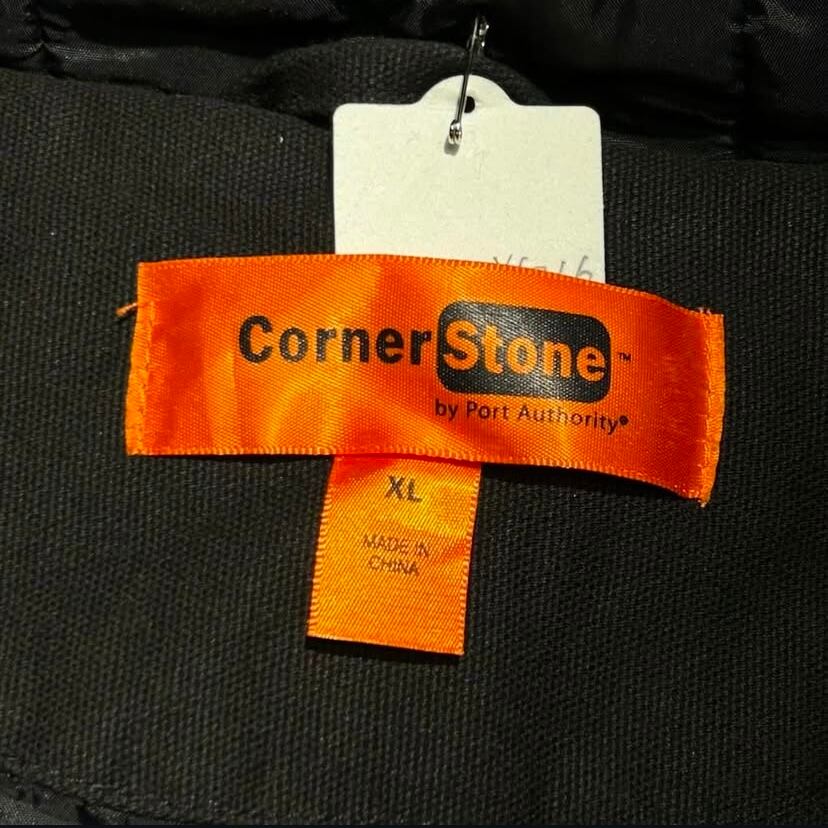 CornerStone™
by Port Authority®
XL
MADE IN
CHINA